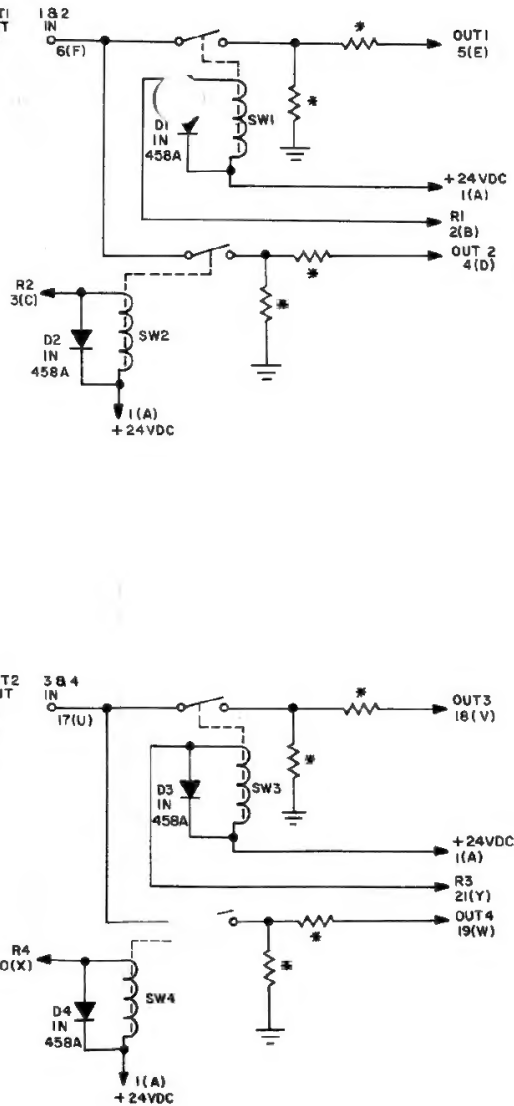 1 & 2
IN
6(F)
OUT1
5(E)
*
*
D1
IN
458A
SW1
+24VDC
1(A)
R1
2(B)
OUT 2
4(D)
*
*
R2
3(C)
D2
IN
458A
SW2
1(A)
+24VDC
3 & 4
IN
17(U)
*
OUT3
18(V)
*
D3
IN
458A
SW3
+24VDC
1(A)
R3
21(Y)
OUT4
19(W)
*
*
R4
0(X)
D4
IN
458A
SW4
1(A)
+24VDC